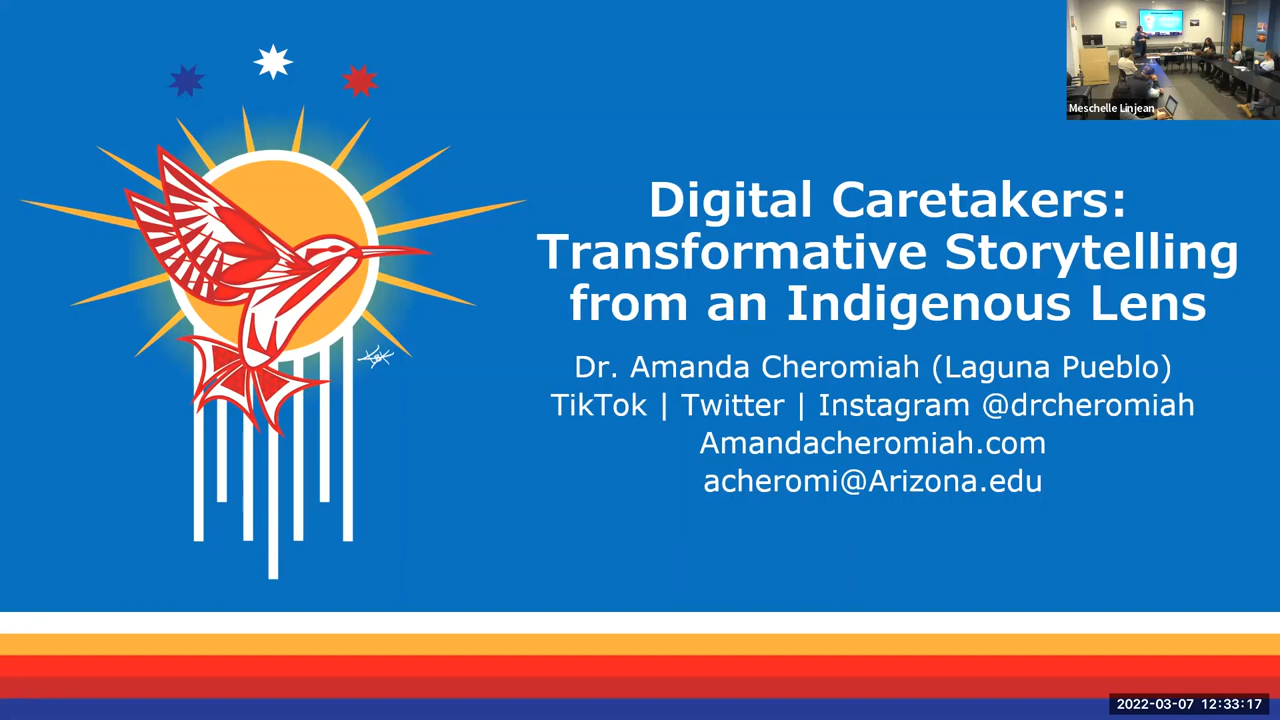 Meschelle Linjean
Digital Caretakers:
Transformative Storytelling
from an Indigenous Lens
Dr. Amanda Cheromiah (Laguna Pueblo)
TikTok | Twitter | Instagram @drcheromiah
Amandacheromiah.com
acheromi@Arizona.edu
2022-03-07 12:33:17